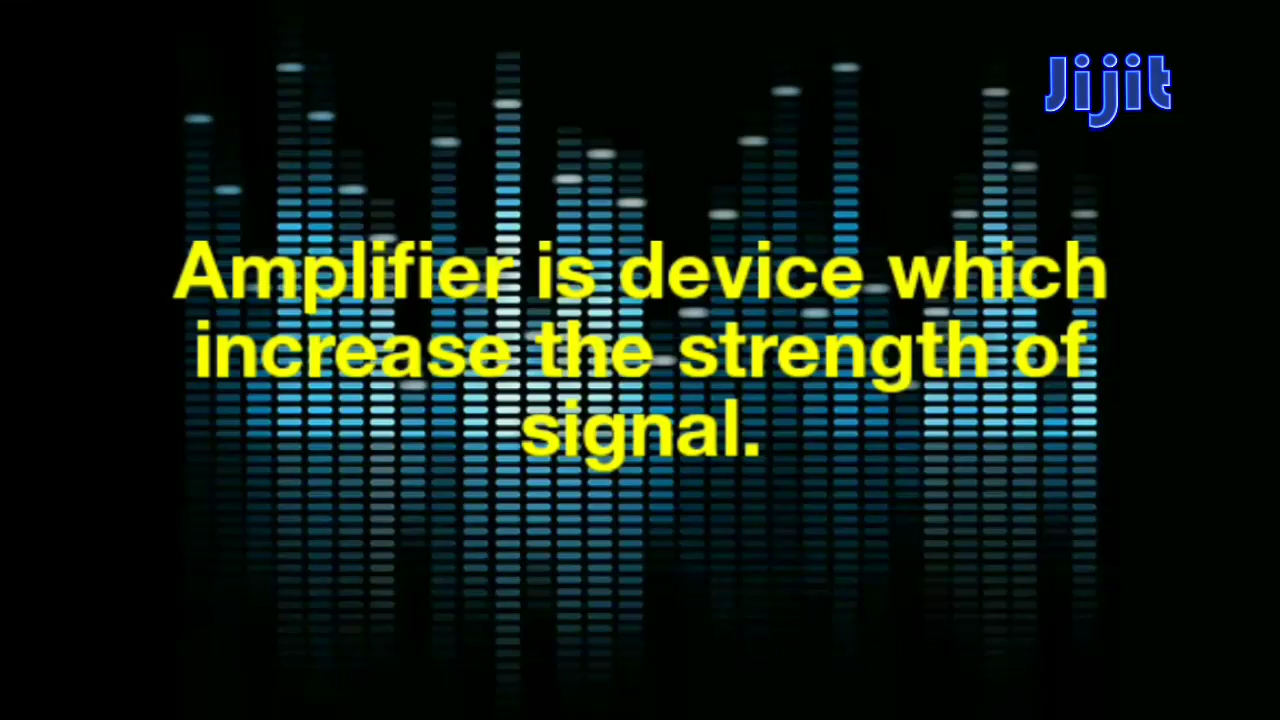 Jijit
Amplifier is device which
increase the strength of
signal.